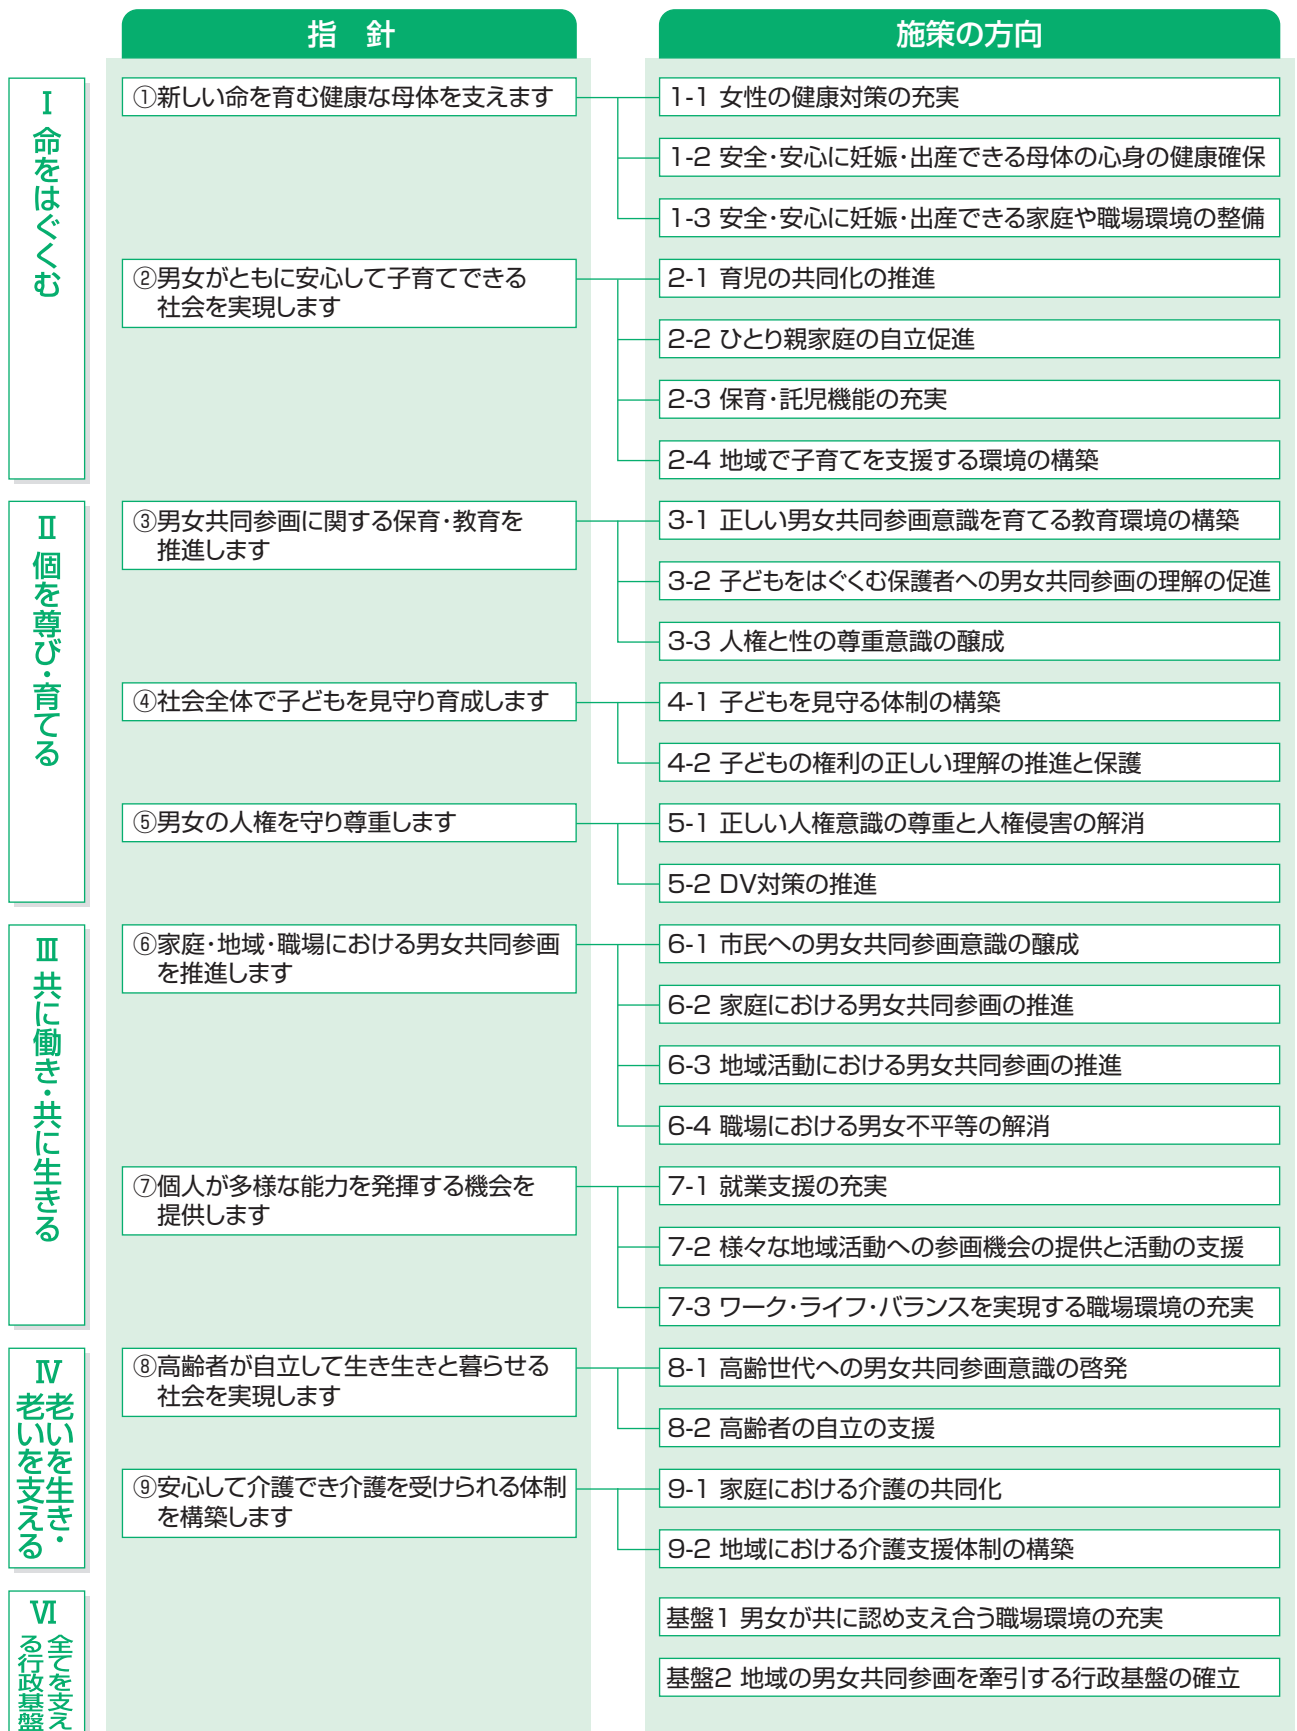 指 針
施策の方向
Ⅰ 命をはぐくむ
①新しい命を育む健康な母体を支えます
1-1 女性の健康対策の充実
1-2 安全・安心に妊娠・出産できる母体の心身の健康確保
1-3 安全・安心に妊娠・出産できる家庭や職場環境の整備
②男女がともに安心して子育てできる
社会を実現します
2-1 育児の共同化の推進
2-2 ひとり親家庭の自立促進
2-3 保育・託児機能の充実
2-4 地域で子育てを支援する環境の構築
Ⅱ 個を尊び・育てる
③男女共同参画に関する保育・教育を
推進します
3-1 正しい男女共同参画意識を育てる教育環境の構築
3-2 子どもをはぐくむ保護者への男女共同参画の理解の促進
3-3 人権と性の尊重意識の醸成
④社会全体で子どもを見守り育成します
4-1 子どもを見守る体制の構築
4-2 子どもの権利の正しい理解の推進と保護
⑤男女の人権を守り尊重します
5-1 正しい人権意識の尊重と人権侵害の解消
5-2 DV対策の推進
Ⅲ 共に働き・共に生きる
⑥家庭・地域・職場における男女共同参画
を推進します
6-1 市民への男女共同参画意識の醸成
6-2 家庭における男女共同参画の推進
6-3 地域活動における男女共同参画の推進
6-4 職場における男女不平等の解消
⑦個人が多様な能力を発揮する機会を
提供します
7-1 就業支援の充実
7-2 様々な地域活動への参画機会の提供と活動の支援
7-3 ワーク・ライフ・バランスを実現する職場環境の充実
Ⅳ
老いを生き・
老いを支える
⑧高齢者が自立して生き生きと暮らせる
社会を実現します
8-1 高齢世代への男女共同参画意識の啓発
8-2 高齢者の自立の支援
⑨安心して介護でき介護を受けられる体制
を構築します
9-1 家庭における介護の共同化
9-2 地域における介護支援体制の構築
Ⅵ
全てを支え
る行政基盤
基盤1 男女が共に認め支え合う職場環境の充実
基盤2 地域の男女共同参画を牽引する行政基盤の確立